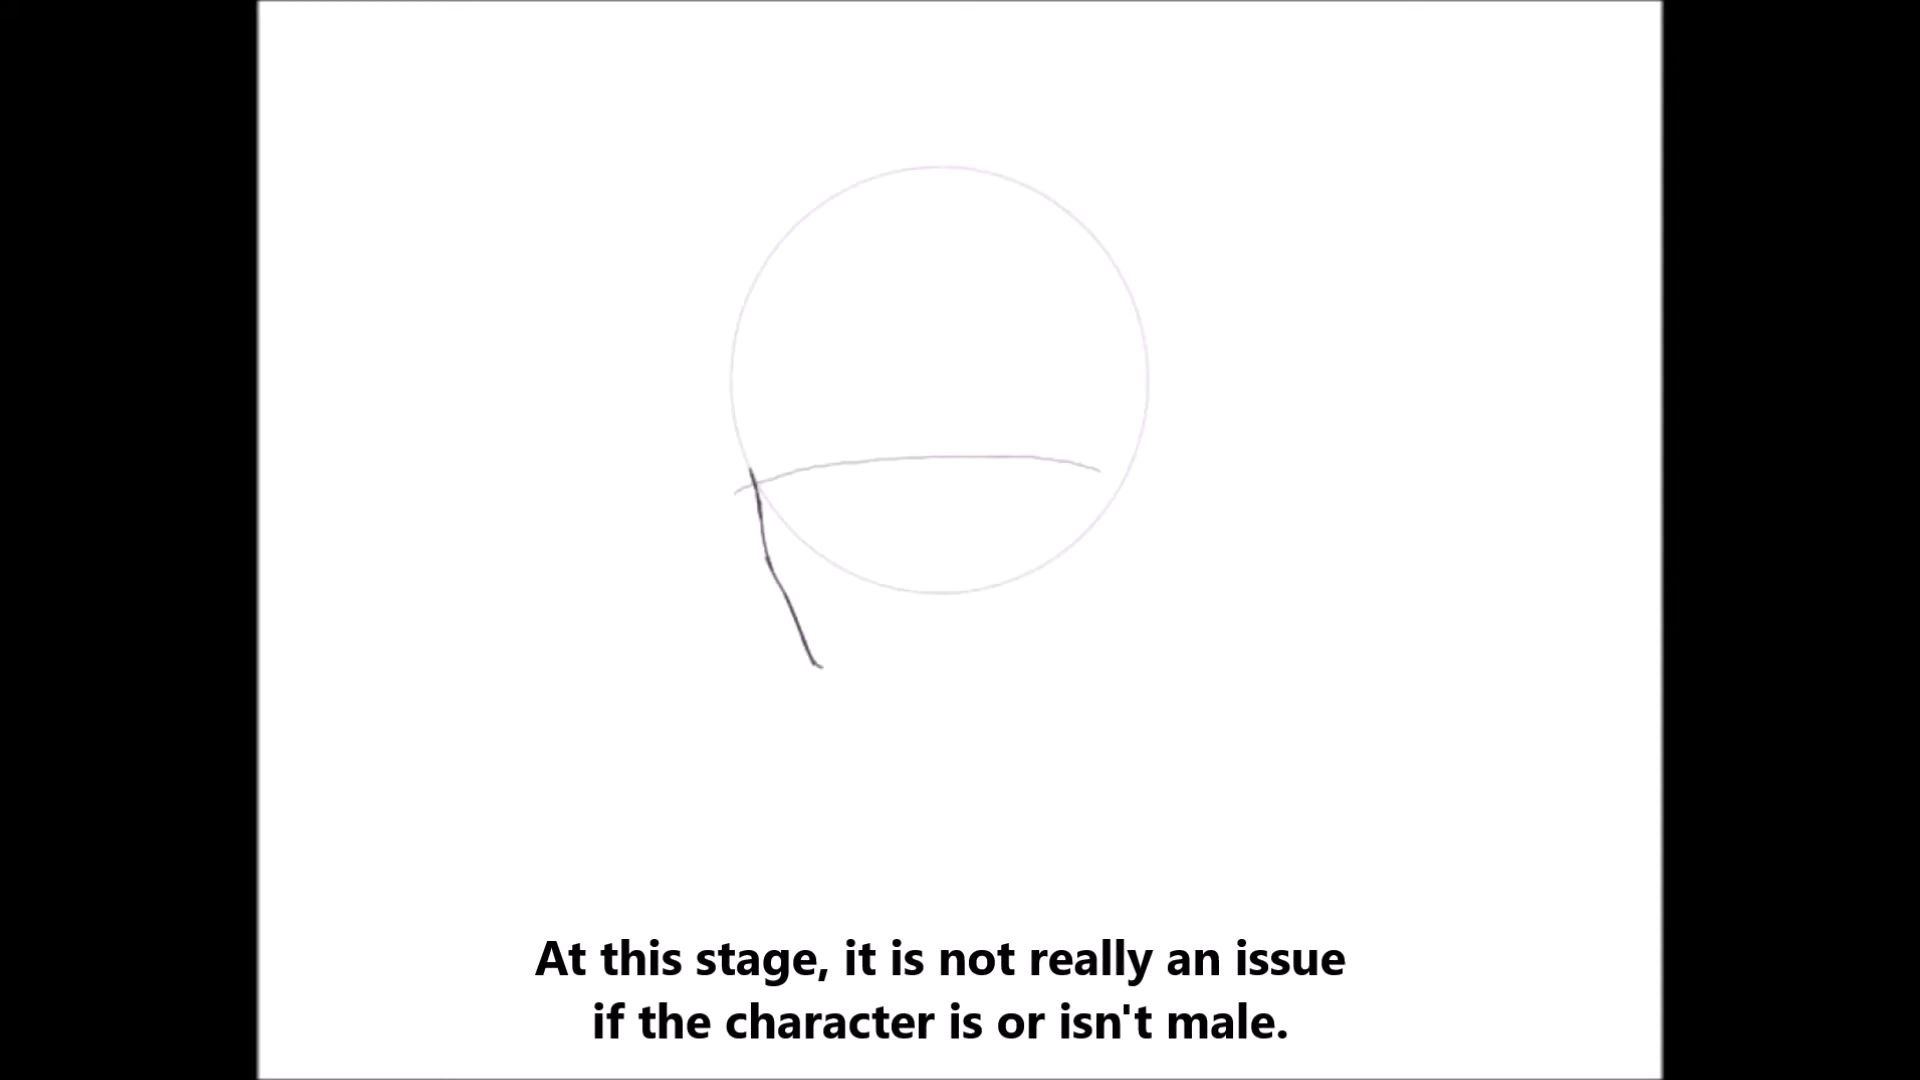 At this stage, it is not really an issue
if the character is or isn't male.